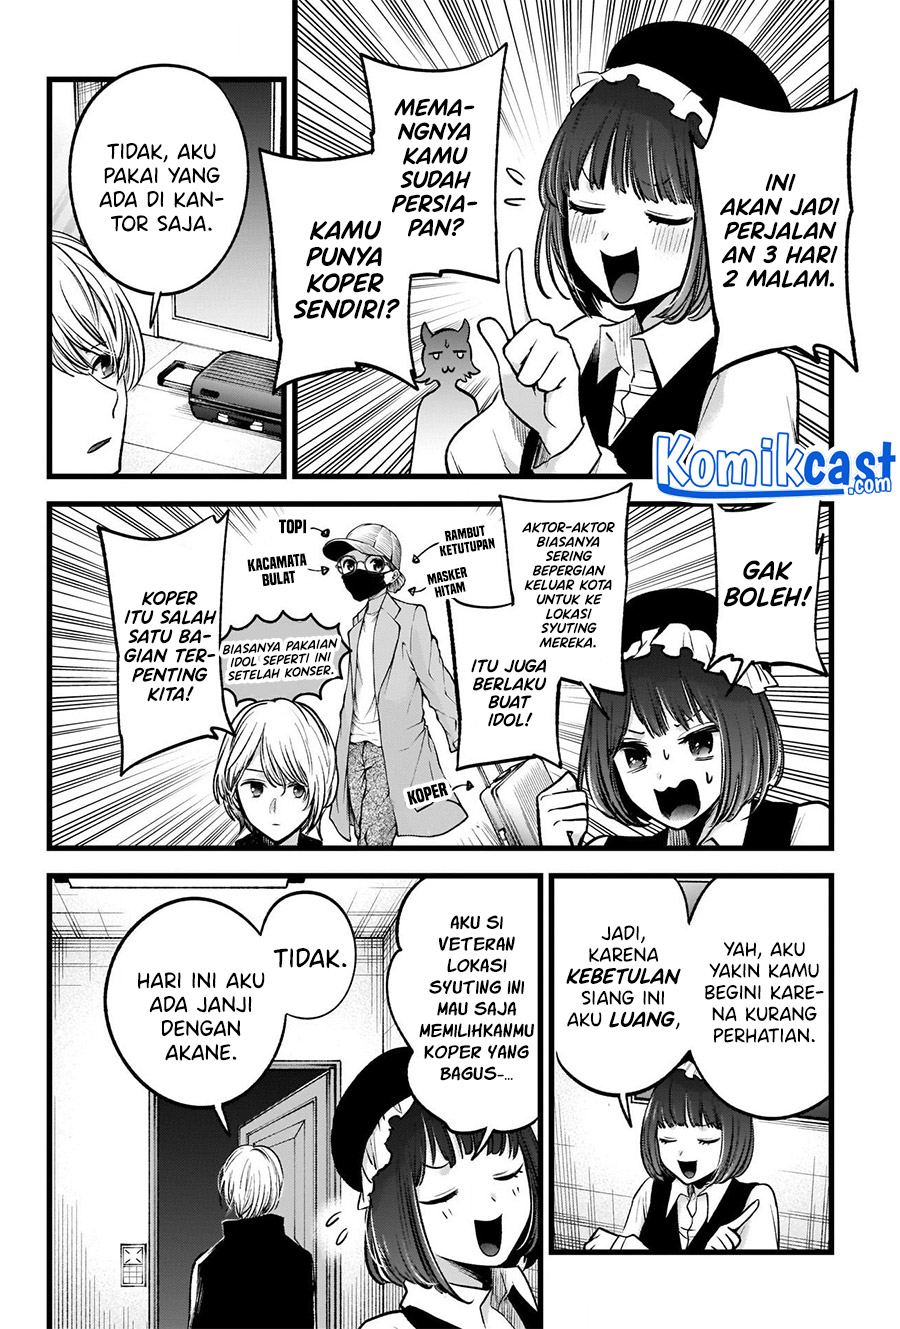 INI
AKAN JADI
PERJALAN
AN 3 HARI
2 MALAM.
MEMA-
NGNYA
KAMU
SUDAH
PERSIA-
PAN?
KAMU
PUNYA
KOPER
SENDIRI?
TIDAK, AKU
PAKAI YANG
ADA DI KAN-
TOR SAJA.
Komikcast
.com
GAK
BOLEH!
AKTOR-AKTOR
BIASANYA
SERING
BEPERGIAN
KELUAR KOTA
UNTUK KE
LOKASI
SYUTING
MEREKA.
ITU JUGA
BERLAKU
BUAT
IDOL!
RAMBUT
KETUTUPAN
MASKER
HITAM
TOPI
KACAMATA
BULAT
KOPER
BIASANYA PAKAIAN
IDOL SEPERTI INI
SETELAH KONSER.
KOPER
ITU SALAH
SATU BA-
GIAN TER-
PENTING
KITA!
YAH, AKU
YAKIN KAMU
BEGINI KARE-
NA KURANG
PERHATIAN.
JADI,
KARENA
KEBETULAN
SIANG INI
AKU LUANG,
AKU SI
VETERAN
LOKASI
SYUTING INI
MAU SAJA
MEMILIHKANMU
KOPER YANG
BAGUS-...
TIDAK.
HARI INI AKU
ADA JANJI
DENGAN
AKANE.